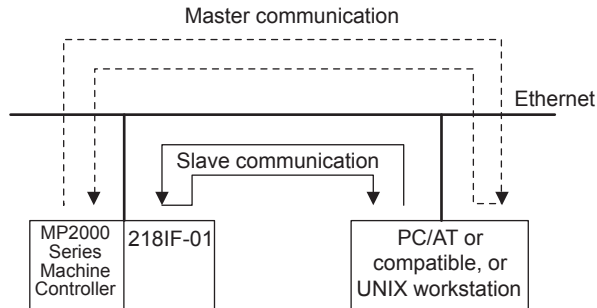 Master communication
Ethernet
Slave communication
MP2000
Series
Machine
Controller
218IF-01
PC/AT or
compatible, or
UNIX workstation